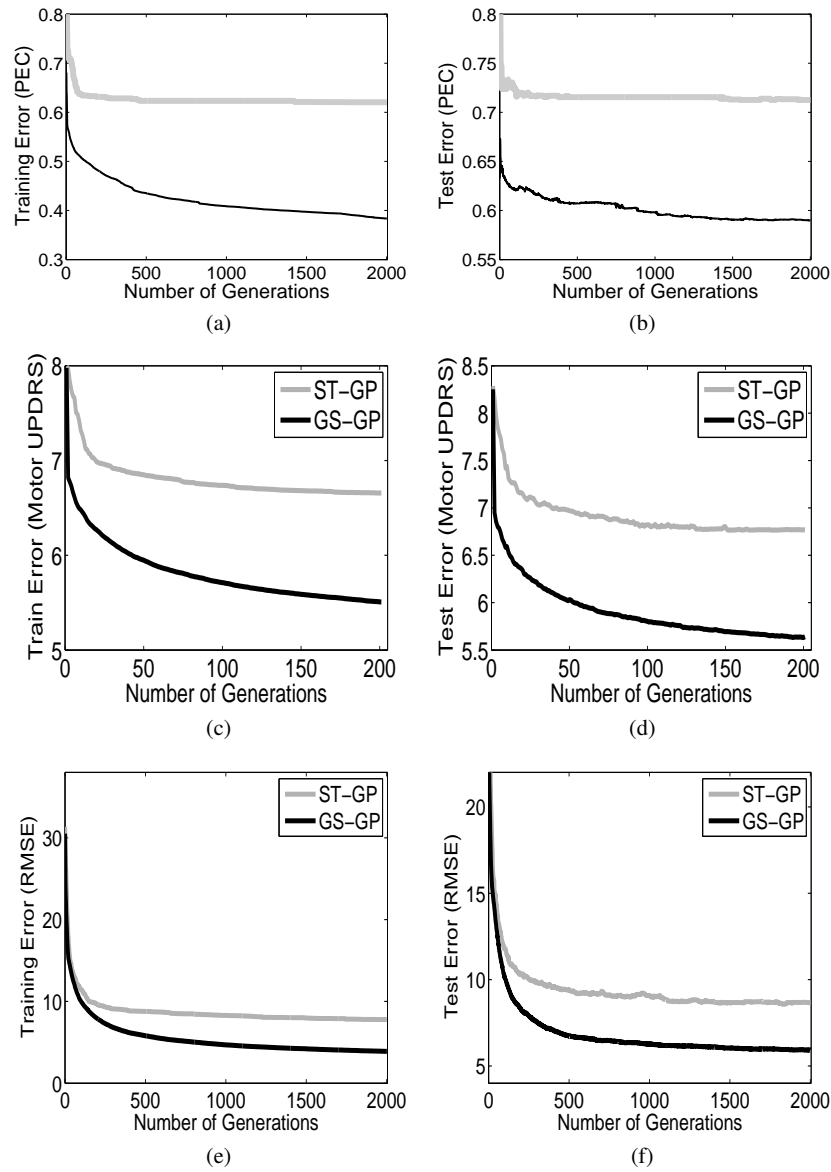 0.8
0.7
0.6
0.5
0.4
0.3
Training Error (PEC)
0 500 1000 1500 2000
Number of Generations
(a)
0.8
0.75
0.7
0.65
0.6
0.55
Test Error (PEC)
0 500 1000 1500 2000
Number of Generations
(b)
8
7
6
5
Train Error (Motor UPDRS)
ST−GP
GS−GP
0 50 100 150 200
Number of Generations
(c)
8.5
8
7.5
7
6.5
6
5.5
Test Error (Motor UPDRS)
ST−GP
GS−GP
0 50 100 150 200
Number of Generations
(d)
30
20
10
0
Training Error (RMSE)
ST−GP
GS−GP
0 500 1000 1500 2000
Number of Generations
(e)
20
15
10
5
Test Error (RMSE)
ST−GP
GS−GP
0 500 1000 1500 2000
Number of Generations
(f)